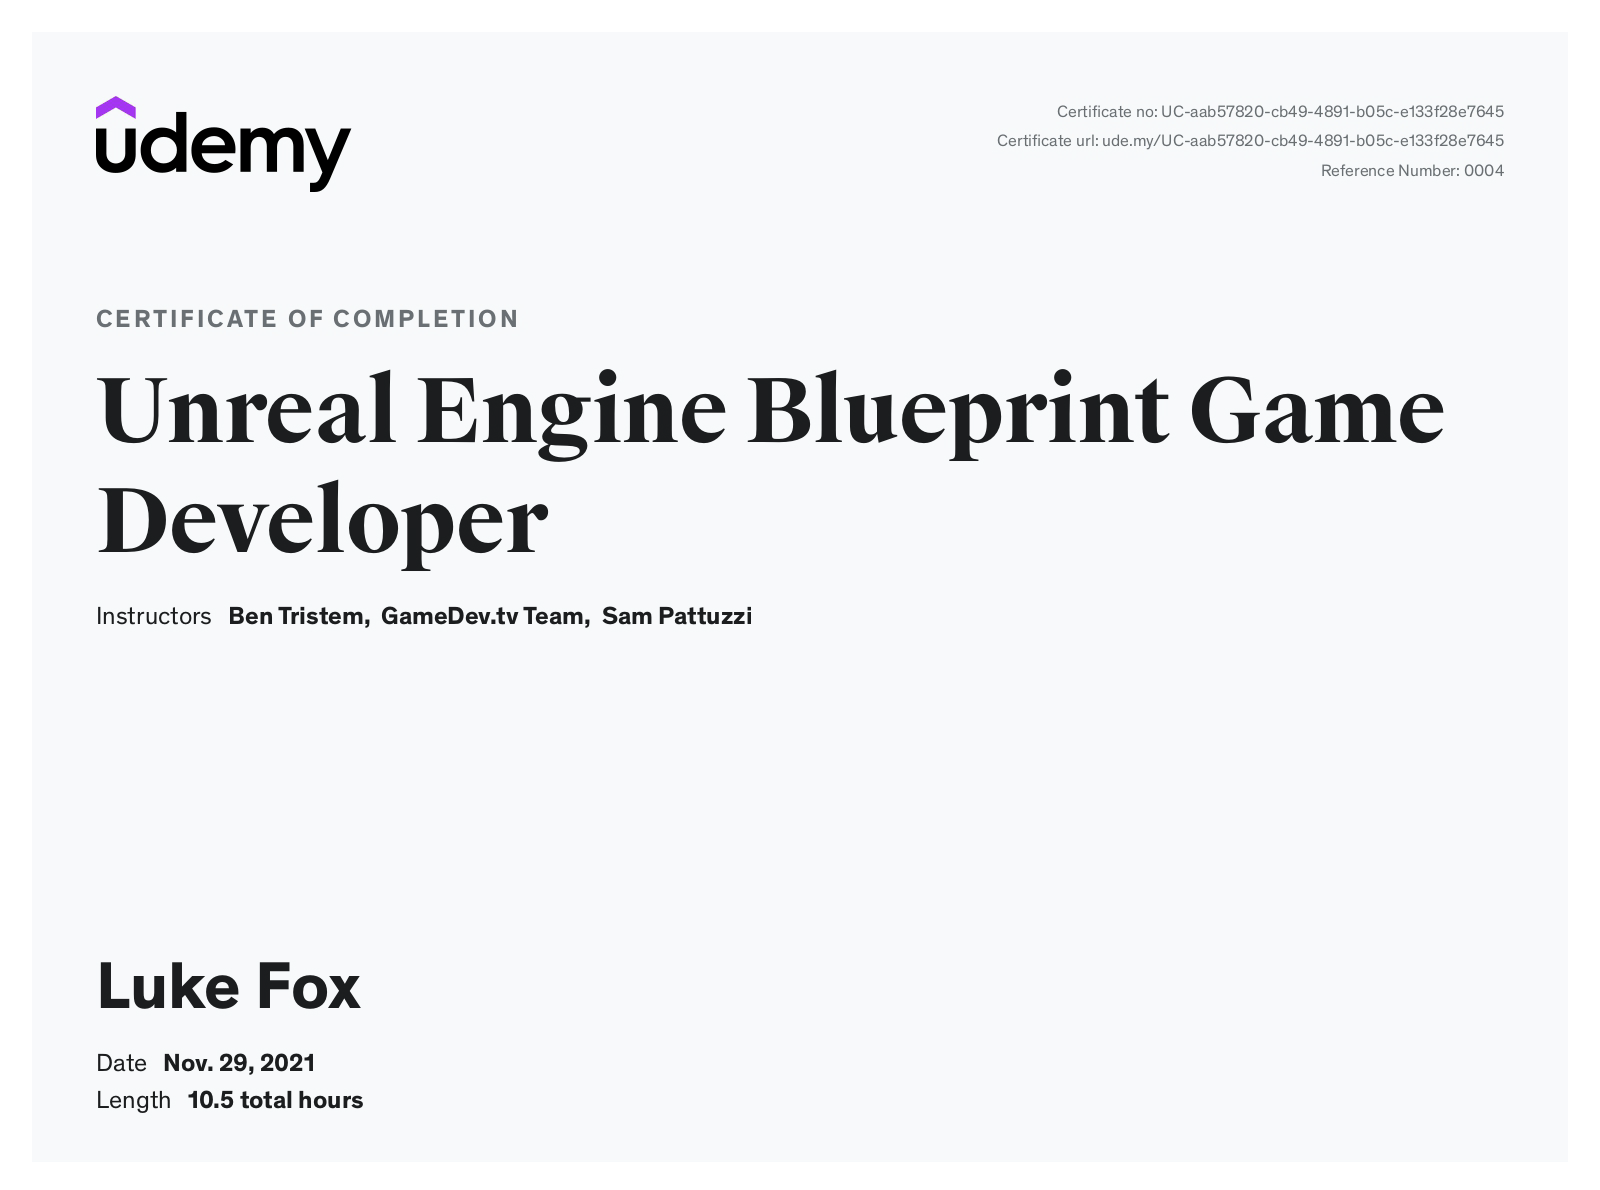 udemy
Certificate no: UC-aab57820-cb49-4891-b05c-e133f28e7645
Certificate url: ude.my/UC-aab57820-cb49-4891-b05c-e133f28e7645
Reference Number: 0004
CERTIFICATE OF COMPLETION
Unreal Engine Blueprint Game
Developer
Instructors Ben Tristem, GameDev.tv Team, Sam Pattuzzi
Luke Fox
Date Nov. 29, 2021
Length 10.5 total hours